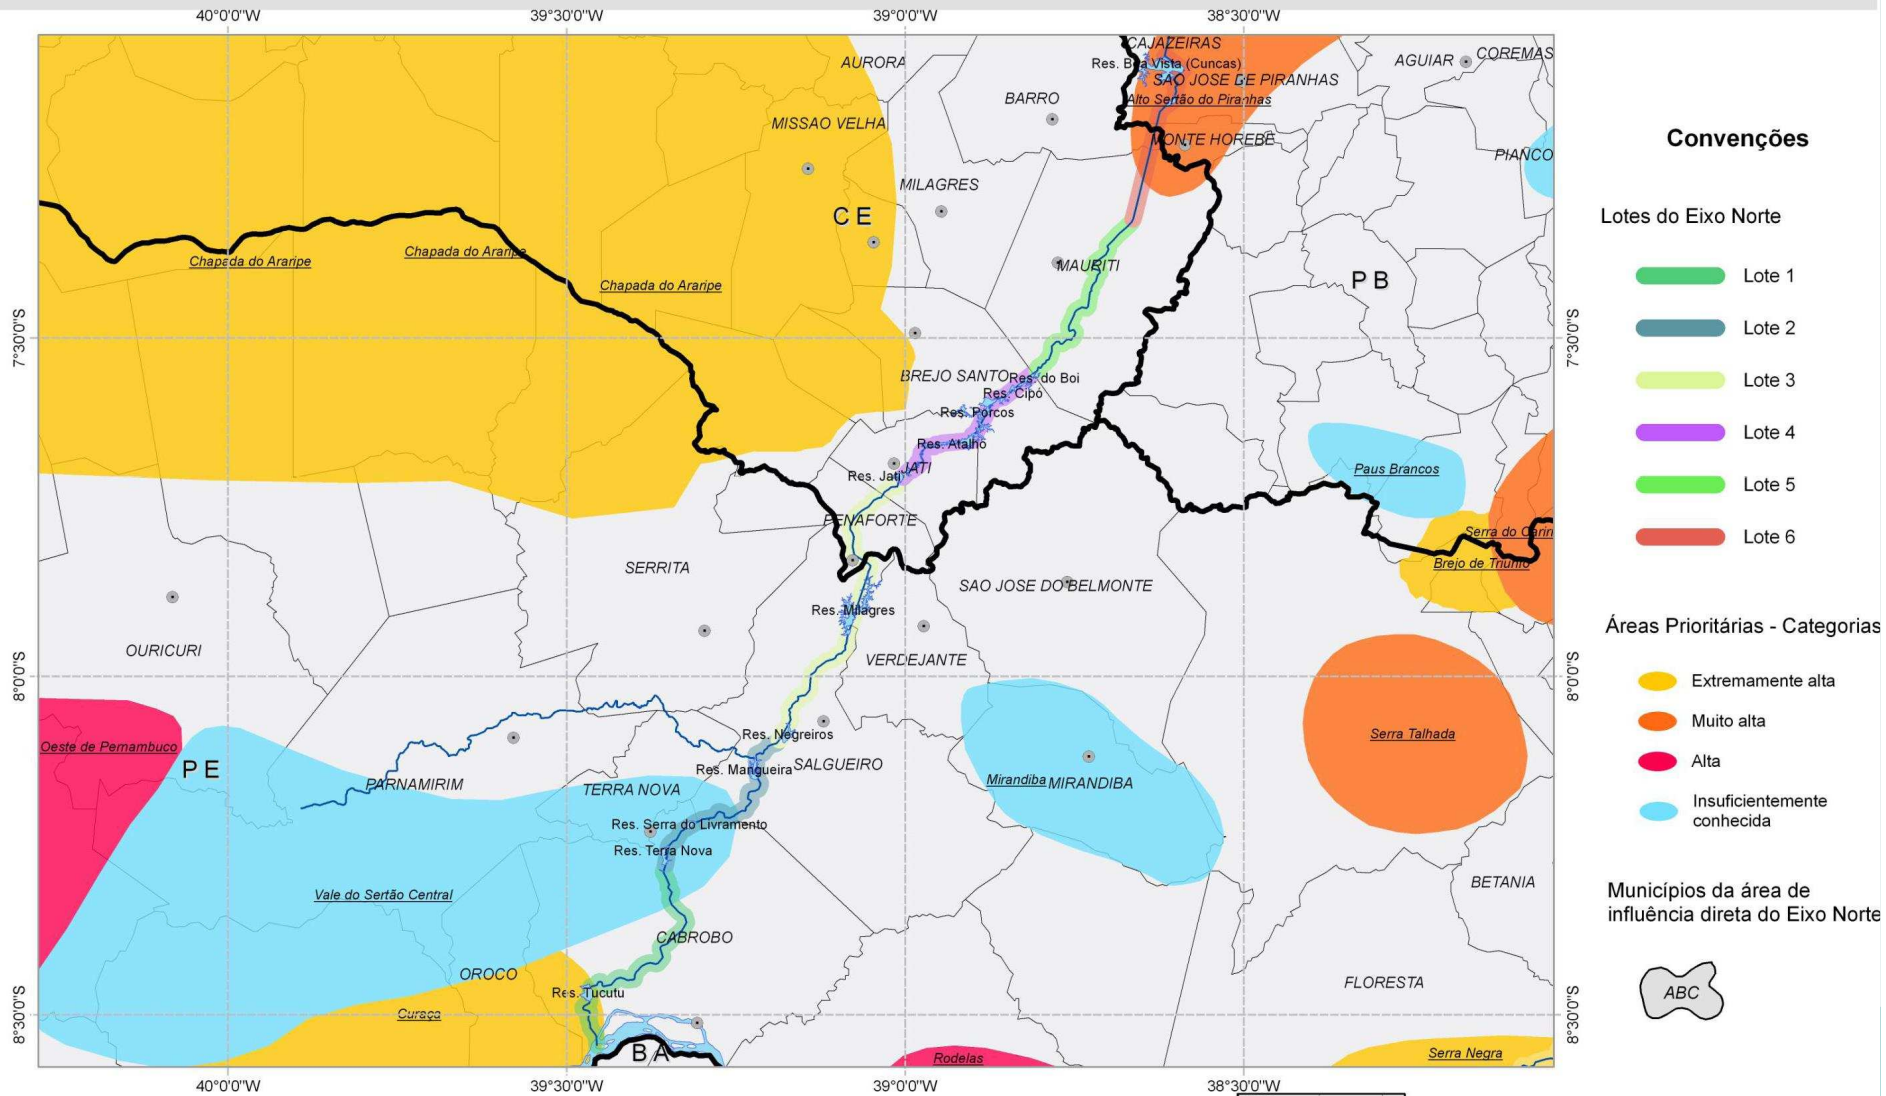 40°0'0"W
39°30'0"W
39°0'0"W
38°30'0"W
CAJAZEIRAS
AURORA
AGUIAR
COREMAS
Res. Boa Vista (Cuncas)
SAO JOSE DE PIRANHAS
BARRO
Alto Sertão do Piranhas
MISSAO VELHA
MONTE HOREBE
PIANCO
MILAGRES
CE
Chapada do Araripe
Chapada do Araripe
Chapada do Araripe
MAURITI
PB
7°30'0"S
7°30'0"S
BREJO SANTO
Res. do Boi
Res. Cipó
Res. Porcos
Res. Atalho
JATI
Res. Jati
Paus Brancos
PENAFORTE
Serra do Cariri
Brejo de Triunfo
SERRITA
SAO JOSE DO BELMONTE
Res. Milagres
OURICURI
VERDEJANTE
8°0'0"S
8°0'0"S
Oeste de Pernambuco
Res. Negreiros
Serra Talhada
PE
Res. Mangueira
SALGUEIRO
PARNAMIRIM
TERRA NOVA
Mirandiba
MIRANDIBA
Res. Serra do Livramento
Res. Terra Nova
BETANIA
Vale do Sertão Central
CABROBO
OROCO
FLORESTA
Res. Tucutu
Curaça
8°30'0"S
8°30'0"S
BA
Rodelas
Serra Negra
40°0'0"W
39°30'0"W
39°0'0"W
38°30'0"W
Convenções
Lotes do Eixo Norte
Lote 1
Lote 2
Lote 3
Lote 4
Lote 5
Lote 6
Áreas Prioritárias - Categorias
Extremamente alta
Muito alta
Alta
Insuficientemente
conhecida
Municípios da área de
influência direta do Eixo Norte
ABC